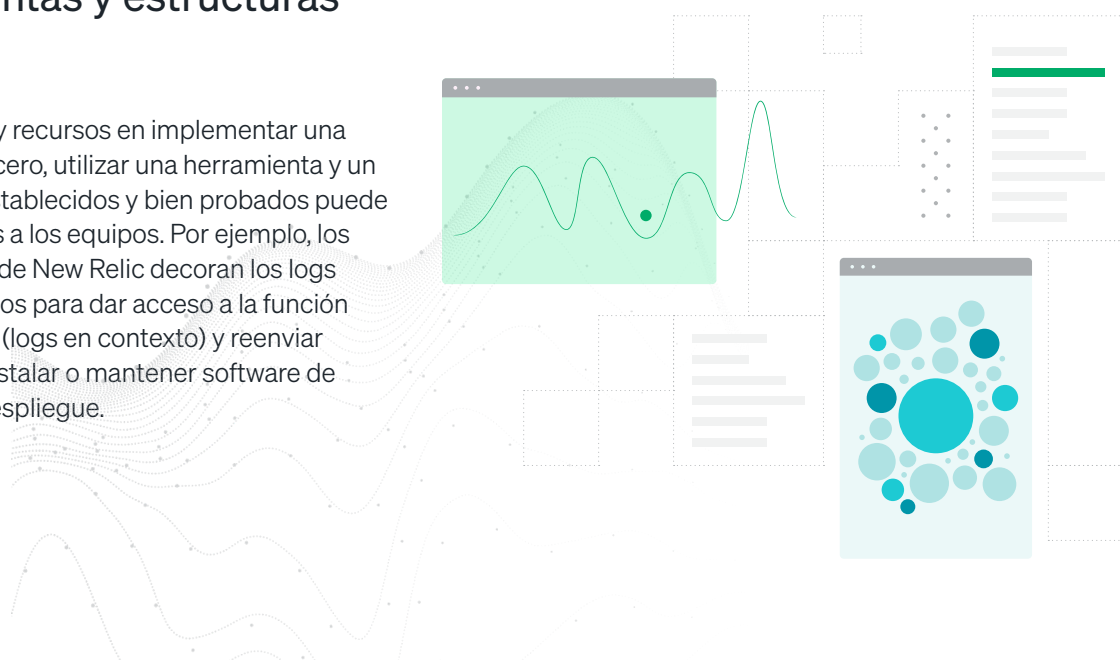 ntas y estructuras
y recursos en implementar una
cero, utilizar una herramienta y un
stablecidos y bien probados puede
s a los equipos. Por ejemplo, los
de New Relic decoran los logs
os para dar acceso a la función
(logs en contexto) y reenviar
stalar o mantener software de
espliegue.